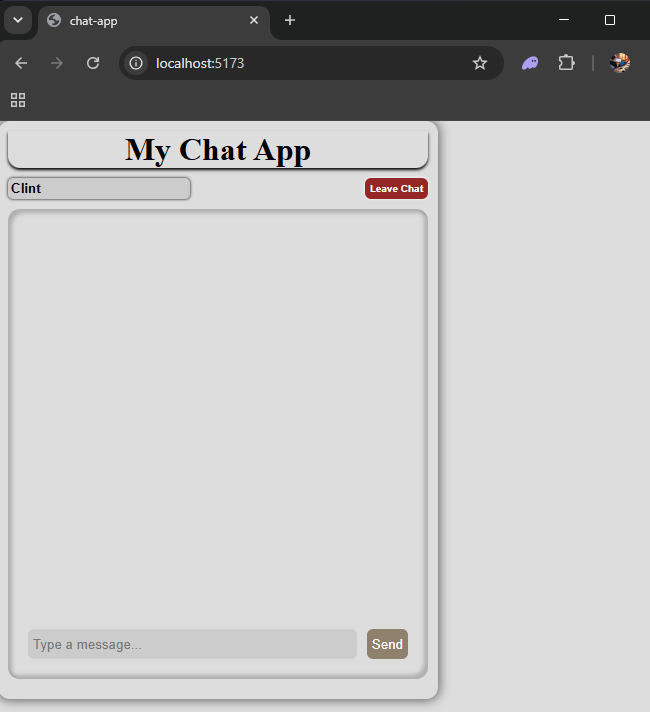 chat-app
localhost:5173
My Chat App
Clint
Leave Chat
Type a message...
Send